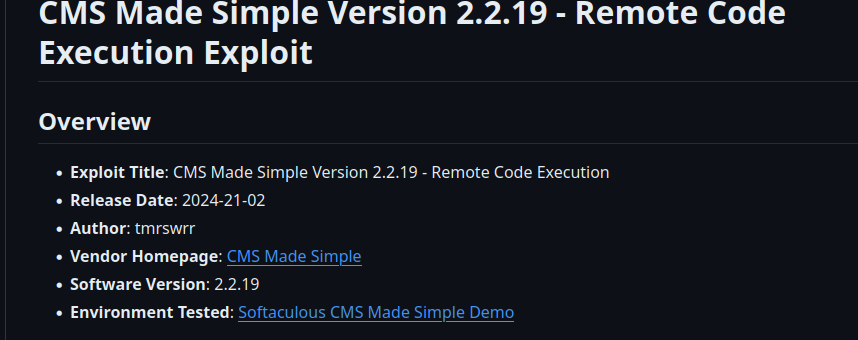 CMS Made Simple Version 2.2.19 - Remote Code
Execution Exploit
Overview
• Exploit Title: CMS Made Simple Version 2.2.19 - Remote Code Execution
• Release Date: 2024-21-02
• Author: tmrswrr
• Vendor Homepage: CMS Made Simple
• Software Version: 2.2.19
• Environment Tested: Softaculous CMS Made Simple Demo